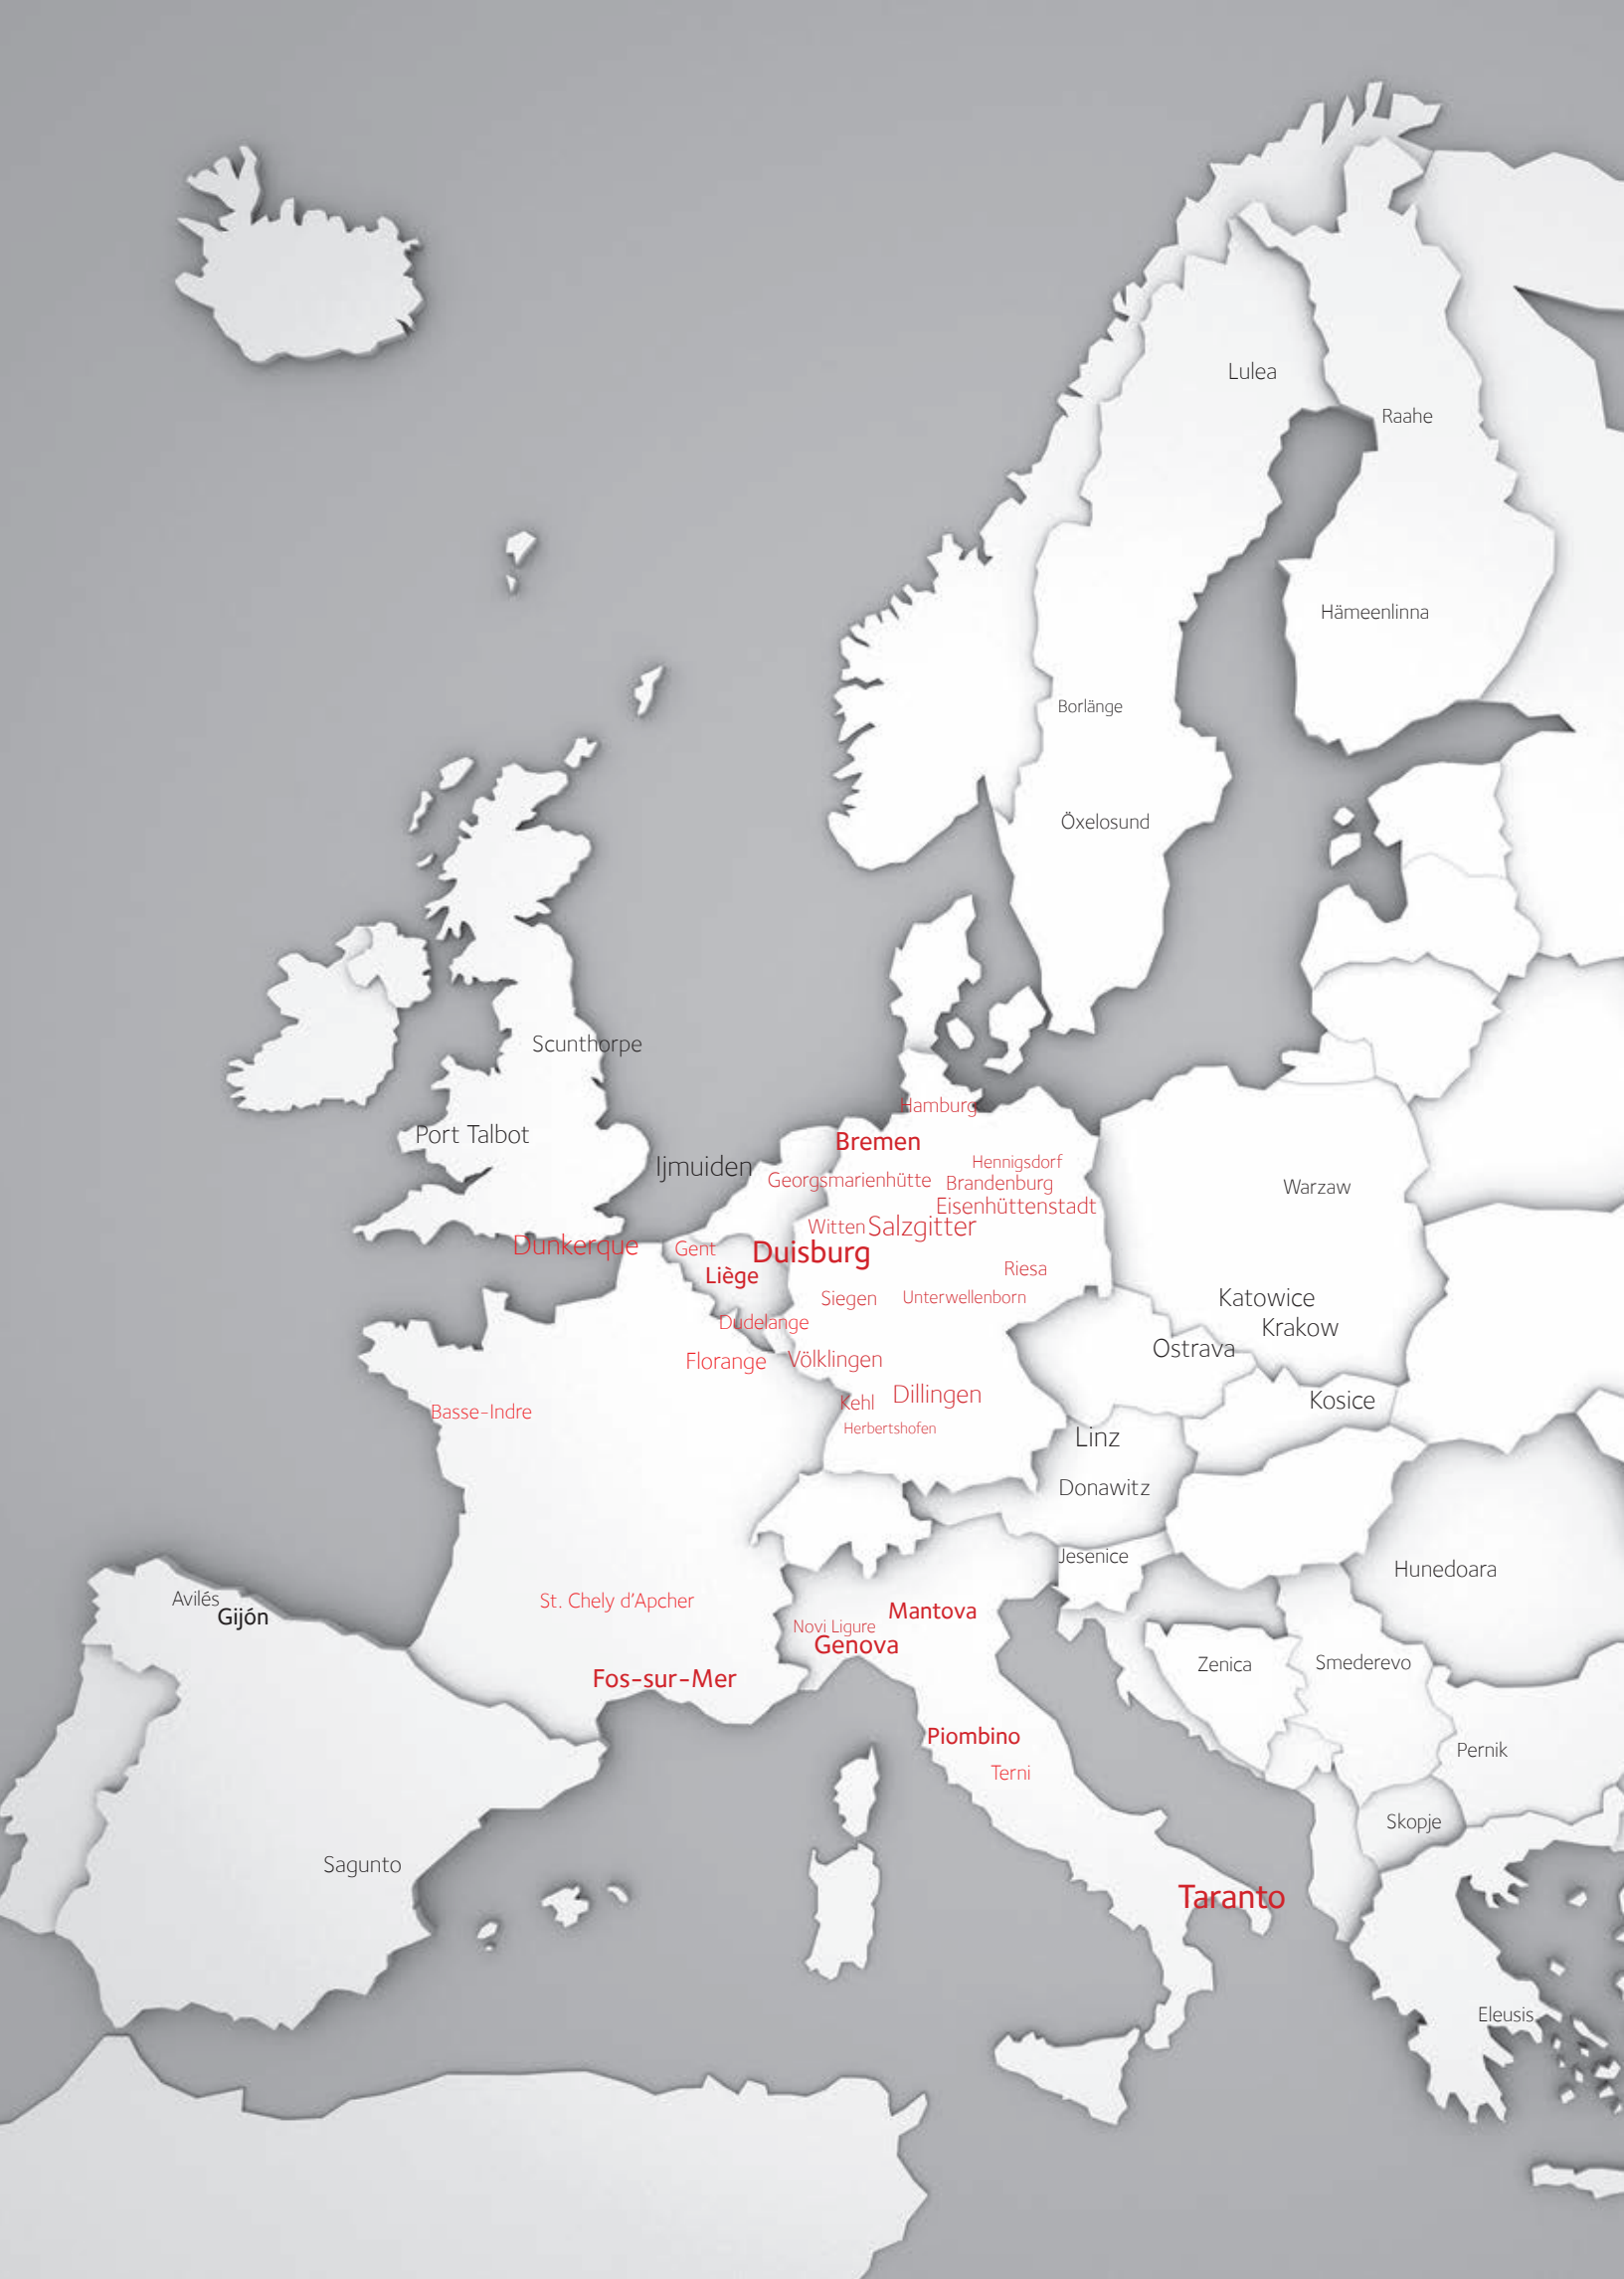 Lulea
Raahe
Hämeenlinna
Borlänge
Öxelosund
Scunthorpe
Hamburg
Port Talbot
Bremen
Ijmuiden
Hennigsdorf
Georgsmarienhütte
Brandenburg
Warzaw
Eisenhüttenstadt
Witten
Salzgitter
Dunkerque
Gent
Duisburg
Liège
Riesa
Siegen
Unterwellenborn
Katowice
Dudelange
Krakow
Ostrava
Florange
Völklingen
Dillingen
Kosice
Kehl
Basse-Indre
Herbertshofen
Linz
Donawitz
Jesenice
Hunedoara
Avilés
St. Chely d'Apcher
Gijón
Mantova
Novi Ligure
Genova
Zenica
Smederevo
Fos-sur-Mer
Piombino
Pernik
Terni
Skopje
Sagunto
Taranto
Eleusis